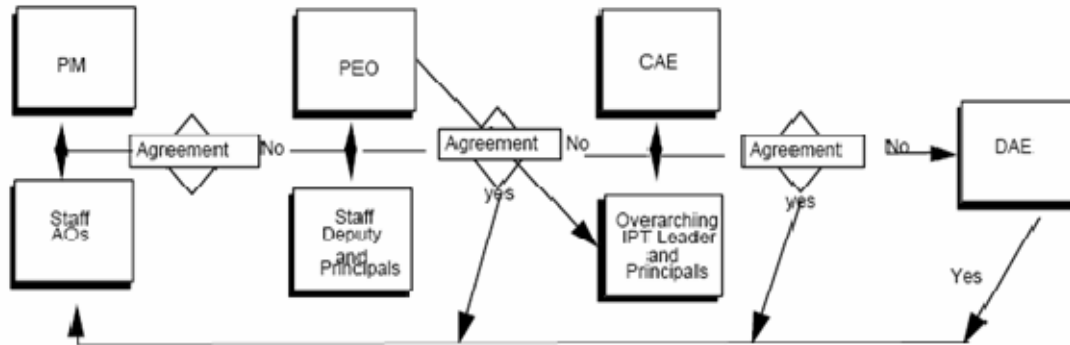 PM
PEO
CAE
Agreement
No
Agreement
No
Agreement
No
DAE
yes
yes
Staff
AOs
Staff
Deputy
and
Principals
Overarching
IPT Leader
and
Principals
Yes